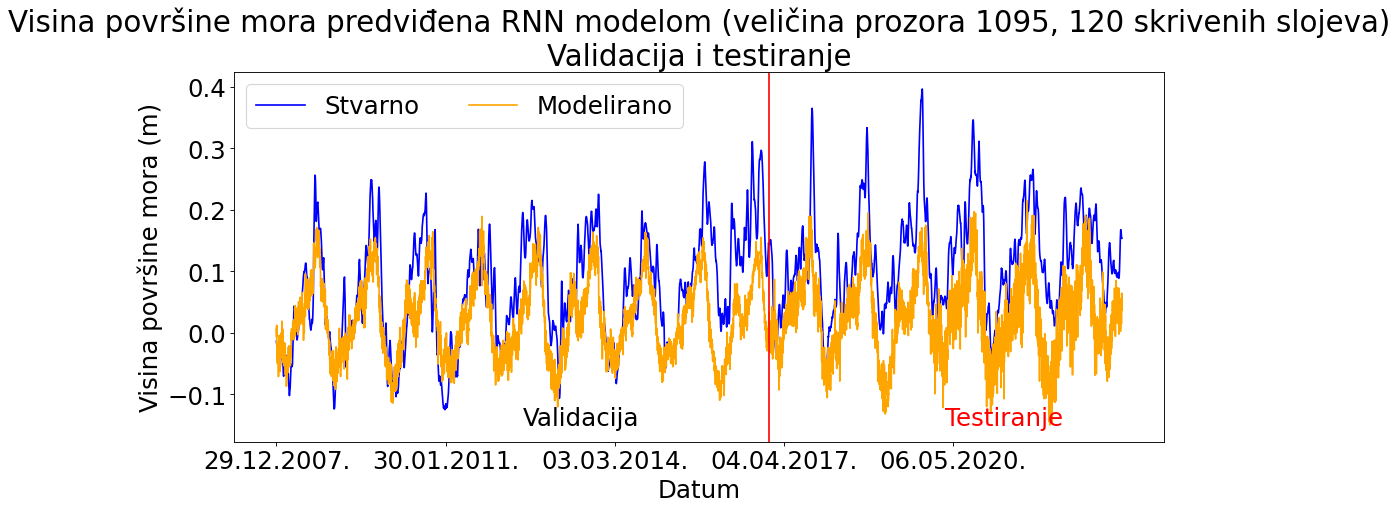 Visina površine mora predviđena RNN modelom (veličina prozora 1095, 120 skrivenih slojeva)
Validacija i testiranje
Stvarno
Modelirano
Visina površine mora (m)
0.4
0.3
0.2
0.1
0.0
−0.1
Validacija
Testiranje
29.12.2007.
30.01.2011.
03.03.2014.
04.04.2017.
06.05.2020.
Datum